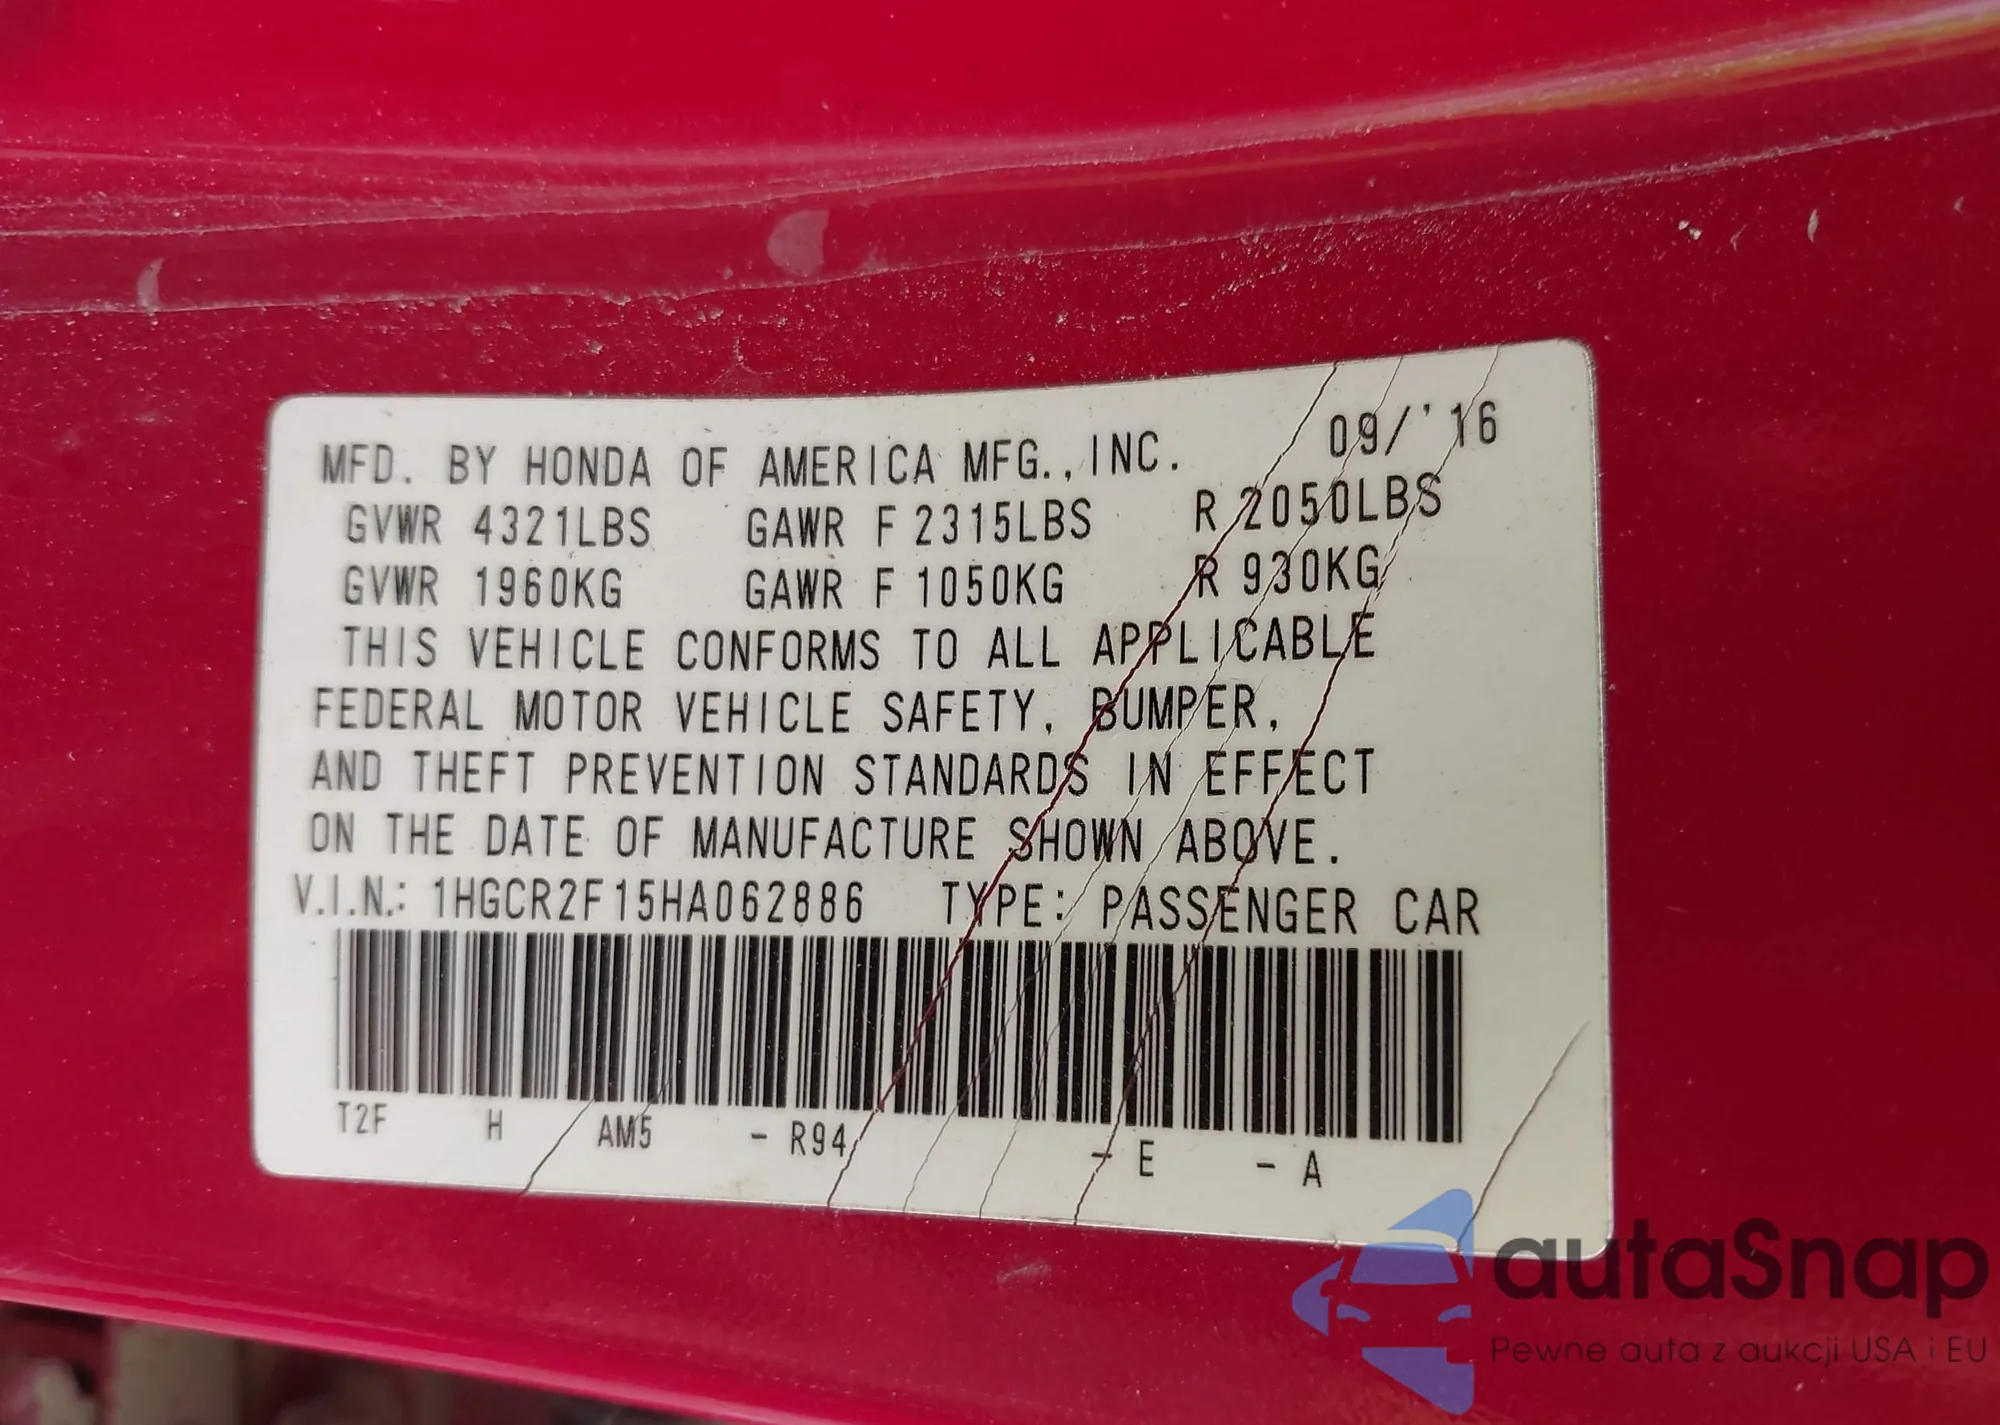 MFD. BY HONDA OF AMERICA MFG.,INC. 09/'16
GVWR 4321LBS GAWR F 2315LBS R 2050LBS
GVWR 1960KG GAWR F 1050KG R 930KG
THIS VEHICLE CONFORMS TO ALL APPLICABLE
FEDERAL MOTOR VEHICLE SAFETY, BUMPER,
AND THEFT PREVENTION STANDARDS IN EFFECT
ON THE DATE OF MANUFACTURE SHOWN ABOVE.
V.I.N.: 1HGCR2F15HA062886 TYPE: PASSENGER CAR
T2F H AM5 - R94 - E - A
autaSnap
Pewne auta z aukcji USA i EU